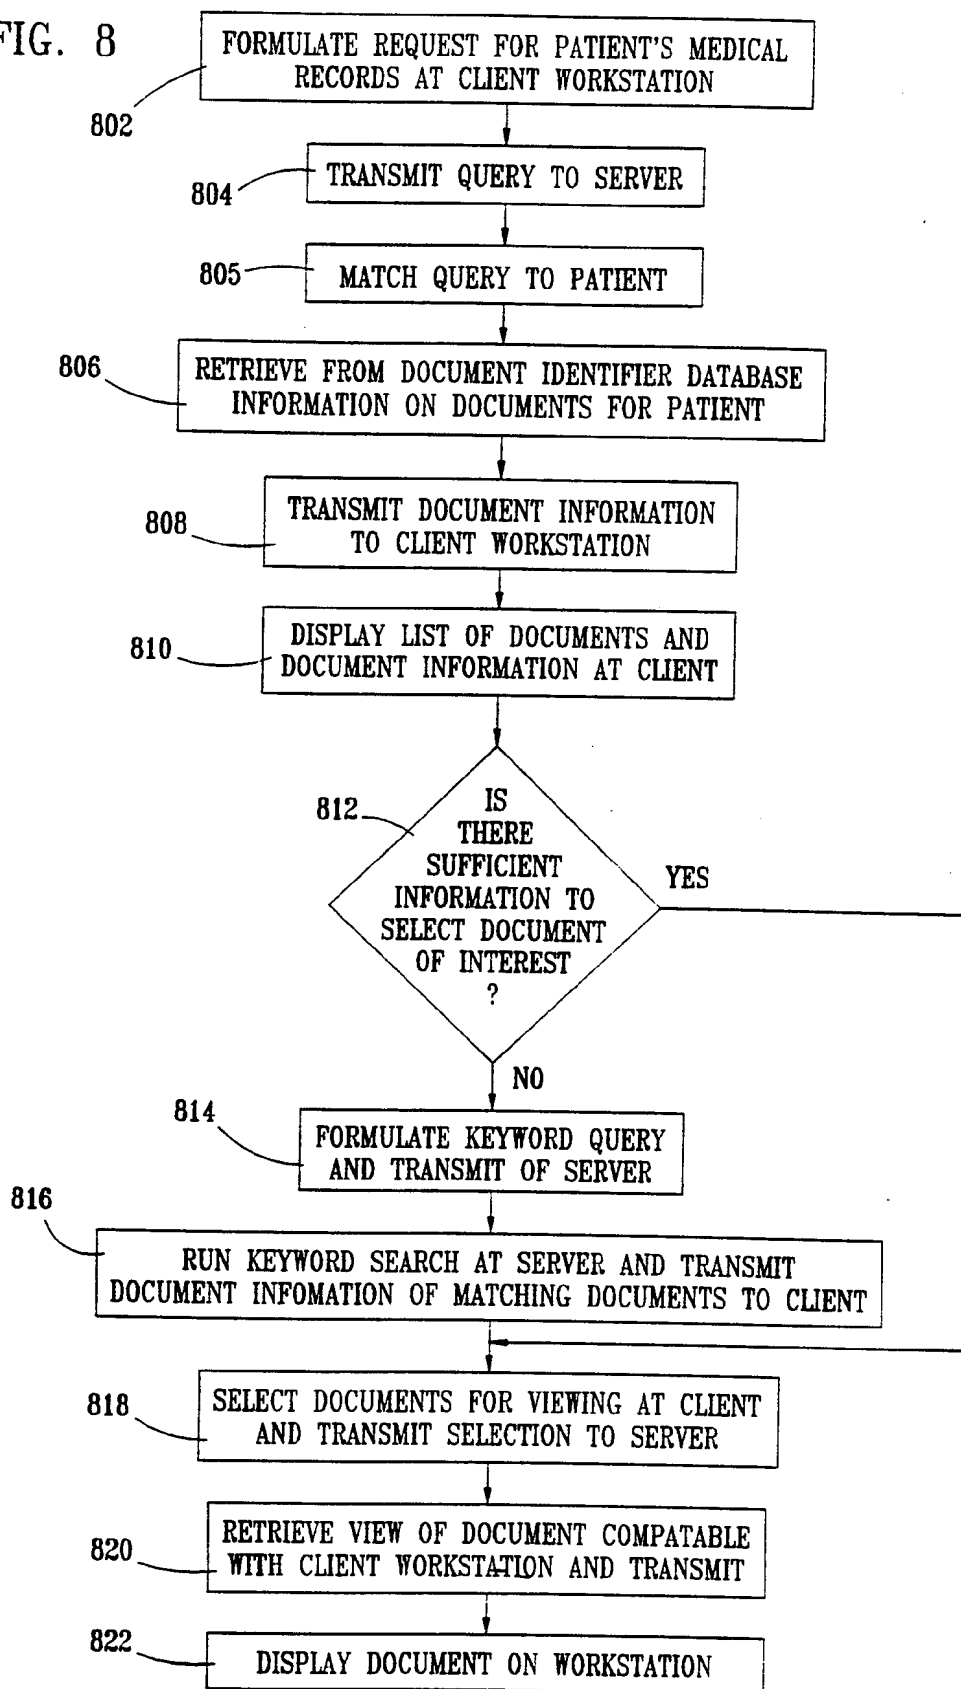 FIG. 8
FORMULATE REQUEST FOR PATIENT'S MEDICAL
RECORDS AT CLIENT WORKSTATION
802
TRANSMIT QUERY TO SERVER
804
MATCH QUERY TO PATIENT
805
RETRIEVE FROM DOCUMENT IDENTIFIER DATABASE
INFORMATION ON DOCUMENTS FOR PATIENT
806
TRANSMIT DOCUMENT INFORMATION
TO CLIENT WORKSTATION
808
DISPLAY LIST OF DOCUMENTS AND
DOCUMENT INFORMATION AT CLIENT
810
812
IS
THERE
SUFFICIENT
INFORMATION TO
SELECT DOCUMENT
OF INTEREST
?
YES
NO
814
FORMULATE KEYWORD QUERY
AND TRANSMIT OF SERVER
816
RUN KEYWORD SEARCH AT SERVER AND TRANSMIT
DOCUMENT INFOMATION OF MATCHING DOCUMENTS TO CLIENT
818
SELECT DOCUMENTS FOR VIEWING AT CLIENT
AND TRANSMIT SELECTION TO SERVER
820
RETRIEVE VIEW OF DOCUMENT COMPATABLE
WITH CLIENT WORKSTATION AND TRANSMIT
822
DISPLAY DOCUMENT ON WORKSTATION